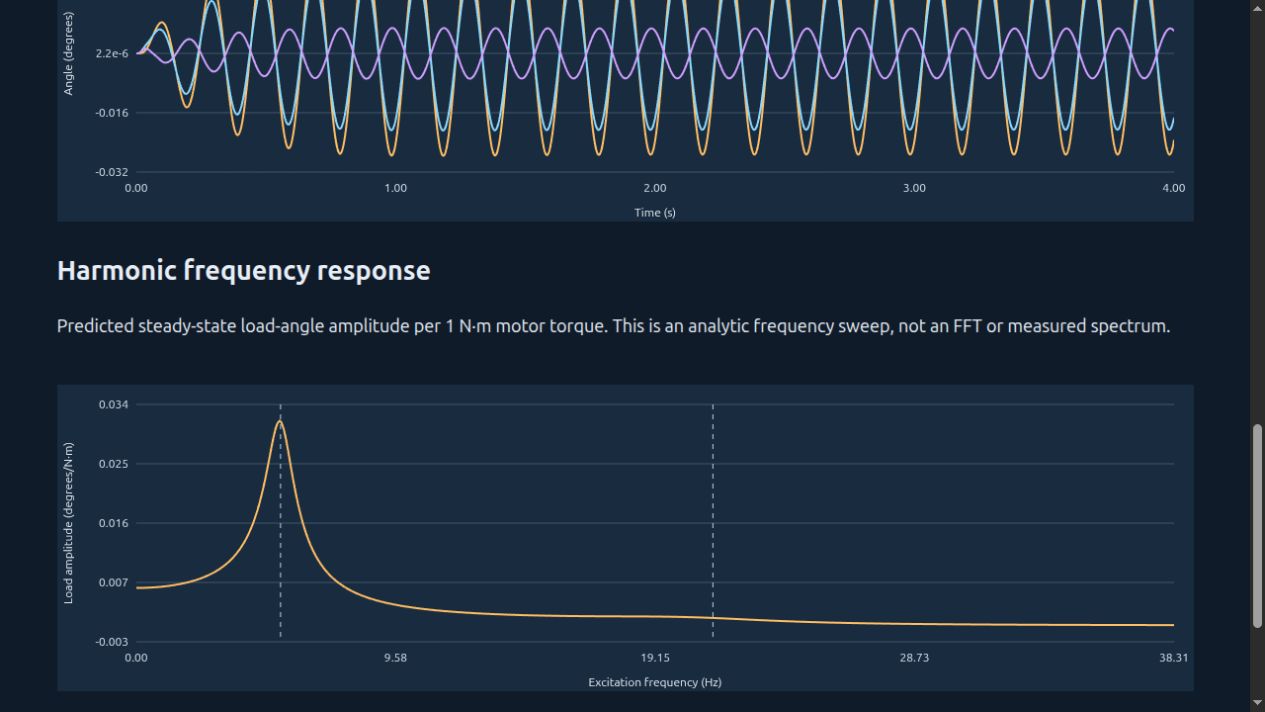 Angle (degrees)
2.2e-6
-0.016
-0.032
0.00
1.00
2.00
3.00
4.00
Time (s)
Harmonic frequency response
Predicted steady-state load-angle amplitude per 1 N·m motor torque. This is an analytic frequency sweep, not an FFT or measured spectrum.
Load amplitude (degrees/N·m)
0.034
0.025
0.016
0.007
-0.003
0.00
9.58
19.15
28.73
38.31
Excitation frequency (Hz)